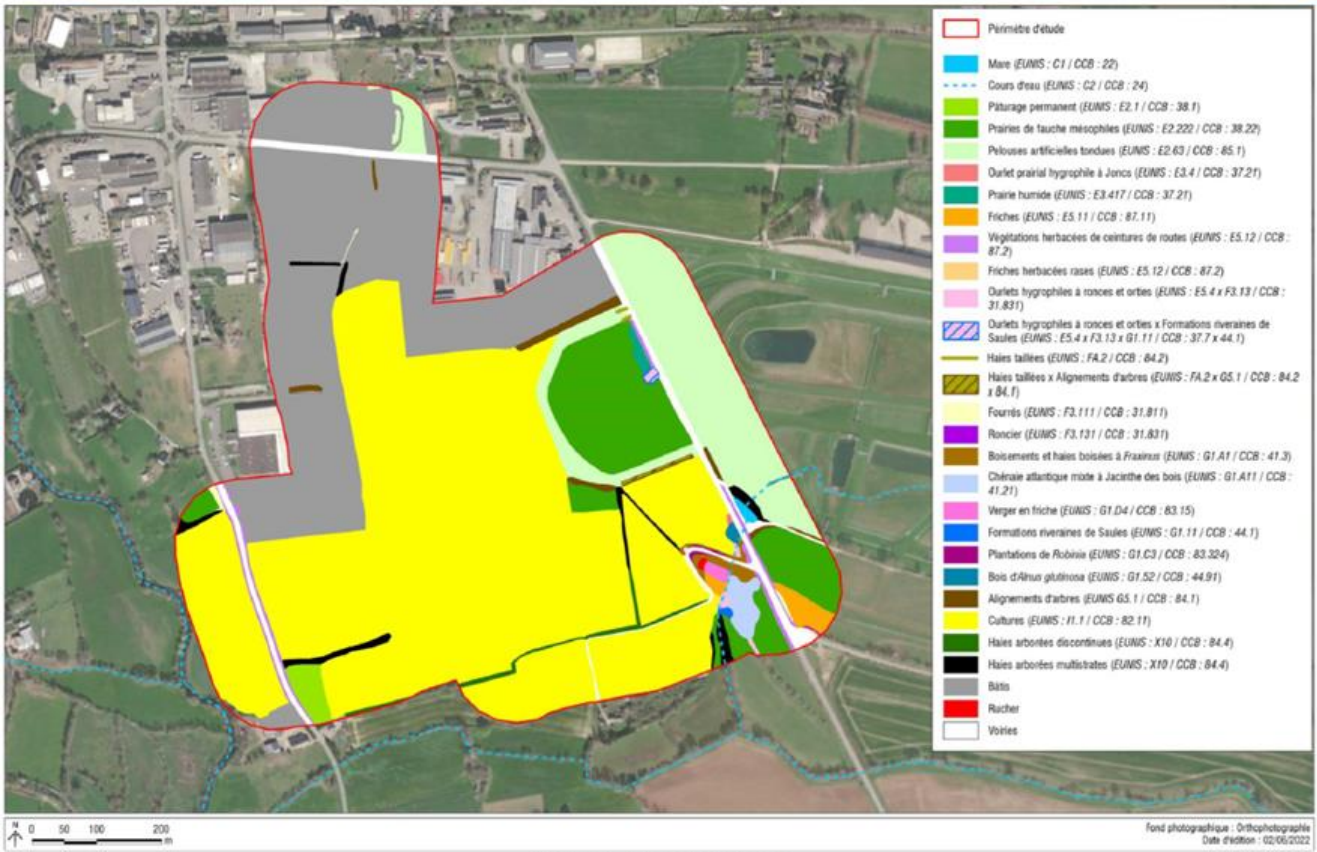 Périmètre d'étude
Mare (EUNIS : C1 / CCB : 22)
Cours d'eau (EUNIS : C2 / CCB : 24)
Pâturage permanent (EUNIS : E2.1 / CCB : 38.1)
Prairies de fauche mésophiles (EUNIS : E2.222 / CCB : 38.22)
Pelouses artificielles tondues (EUNIS : E2.63 / CCB : 85.1)
Ourlet prairial hygrophile à Joncs (EUNIS : E3.4 / CCB : 37.21)
Prairie humide (EUNIS : E3.417 / CCB : 37.21)
Friches (EUNIS : E5.11 / CCB : 87.11)
Végétations herbacées de ceintures de routes (EUNIS : E5.12 / CCB :
87.2)
Friches herbacées rases (EUNIS : E5.12 / CCB : 87.2)
Ourlets hygrophiles à ronces et orties (EUNIS : E5.4 x F3.13 / CCB :
31.831)
Ourlets hygrophiles à ronces et orties x Formations riveraines de
Saules (EUNIS : E5.4 x F3.13 x G1.11 / CCB : 37.7 x 44.1)
Haies taillées (EUNIS : FA.2 / CCB : 84.2)
Haies taillées x Alignements d'arbres (EUNIS : FA.2 x G5.1 / CCB : 84.2
x 84.1)
Fourrés (EUNIS : F3.111 / CCB : 31.811)
Roncier (EUNIS : F3.131 / CCB : 31.831)
Boisements et haies boisées à Fraxinus (EUNIS : G1.A1 / CCB : 41.3)
Chênaie atlantique mixte à Jacinthe des bois (EUNIS : G1.A11 / CCB :
41.21)
Verger en friche (EUNIS : G1.D4 / CCB : 83.15)
Formations riveraines de Saules (EUNIS : G1.11 / CCB : 44.1)
Plantations de Robinie (EUNIS : G1.C3 / CCB : 83.324)
Bois d'Alnus glutinosa (EUNIS : G1.52 / CCB : 44.91)
Alignements d'arbres (EUNIS G5.1 / CCB : 84.1)
Cultures (EUNIS : I1.1 / CCB : 82.11)
Haies arborées discontinues (EUNIS : X10 / CCB : 84.4)
Haies arborées multistrates (EUNIS : X10 / CCB : 84.4)
Bâtis
Rucher
Voiries
N
0 50 100 200
m
Fond photographique : Orthophotographie
Date d'édition : 02/06/2022